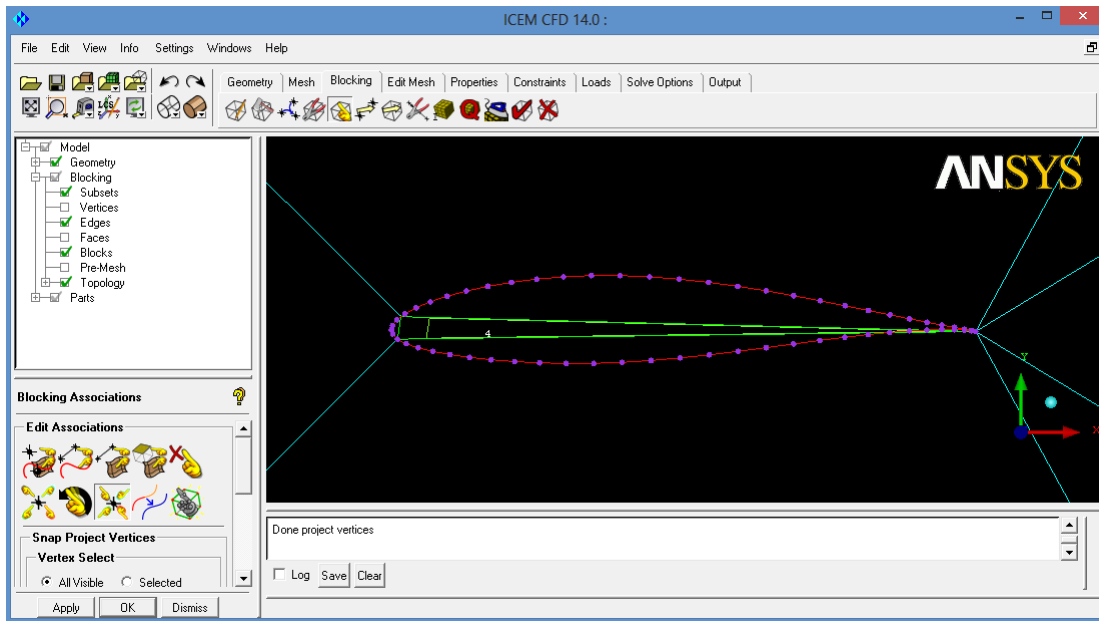 ICEM CFD 14.0 :
File Edit View Info Settings Windows Help
Geometry Mesh Blocking Edit Mesh Properties Constraints Loads Solve Options Output
LCS
Model
Geometry
Blocking
Subsets
Vertices
Edges
Faces
Blocks
Pre-Mesh
Topology
Parts
ANSYS
4
Y
X
Blocking Associations
Edit Associations
Snap Project Vertices
Vertex Select
All Visible Selected
Apply OK Dismiss
Done project vertices
Log Save Clear